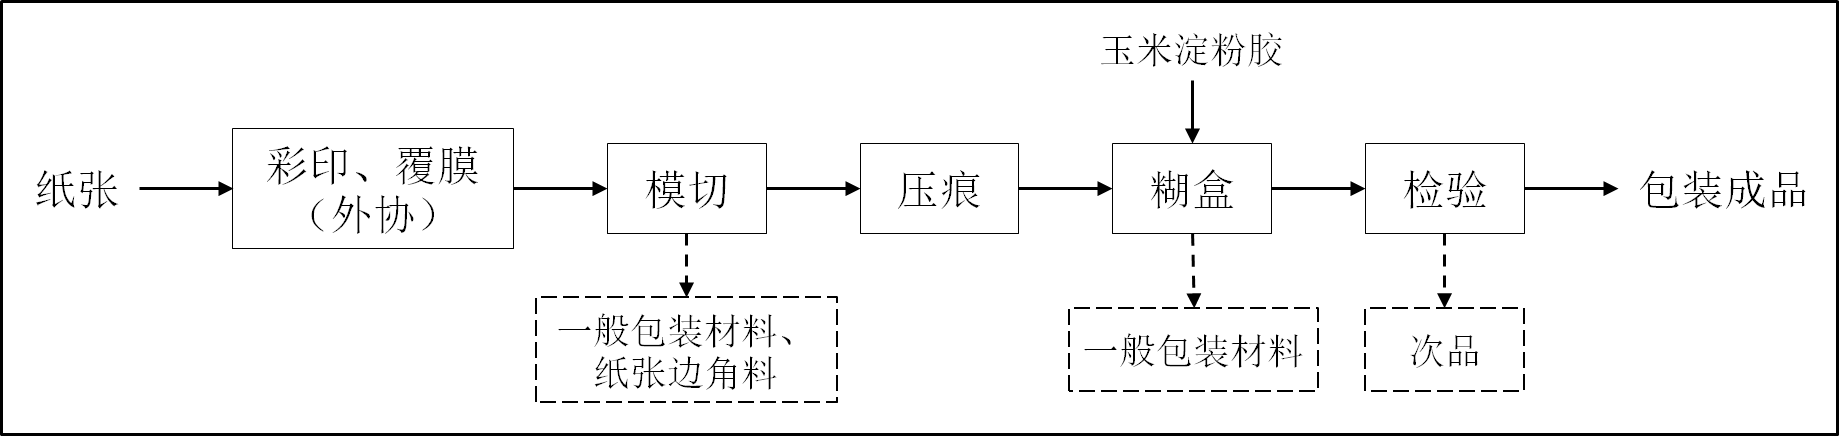 玉米淀粉胶
纸张
彩印、覆膜
（外协）
模切
压痕
糊盒
检验
包装成品
一般包装材料、
纸张边角料
一般包装材料
次品